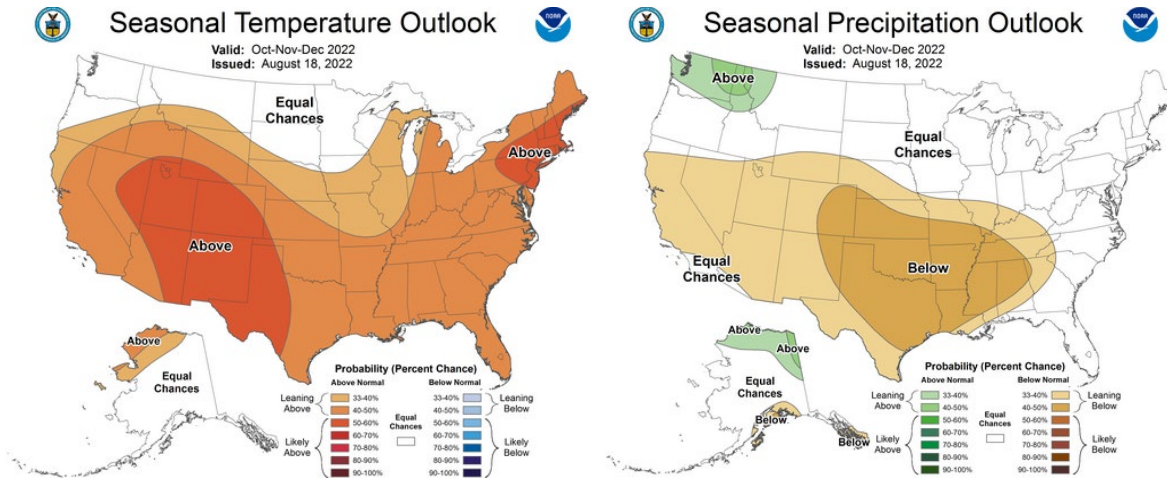 Seasonal Temperature Outlook
NOAA
Valid: Oct-Nov-Dec 2022
Issued: August 18, 2022
Equal
Chances
Above
Above
Above
Equal
Chances
Probability (Percent Chance)
Above Normal
Below Normal
Leaning
Above
33-40%
40-50%
Equal
Chances
33-40%
40-50%
Leaning
Below
Likely
Above
50-60%
60-70%
70-80%
80-90%
90-100%
50-60%
60-70%
70-80%
80-90%
90-100%
Likely
Below
Seasonal Precipitation Outlook
NOAA
Valid: Oct-Nov-Dec 2022
Issued: August 18, 2022
Above
Equal
Chances
Equal
Chances
Below
Above
Above
Equal
Chances
Below
Below
Probability (Percent Chance)
Above Normal
Below Normal
Leaning
Above
33-40%
40-50%
Equal
Chances
33-40%
40-50%
Leaning
Below
Likely
Above
50-60%
60-70%
70-80%
80-90%
90-100%
50-60%
60-70%
70-80%
80-90%
90-100%
Likely
Below